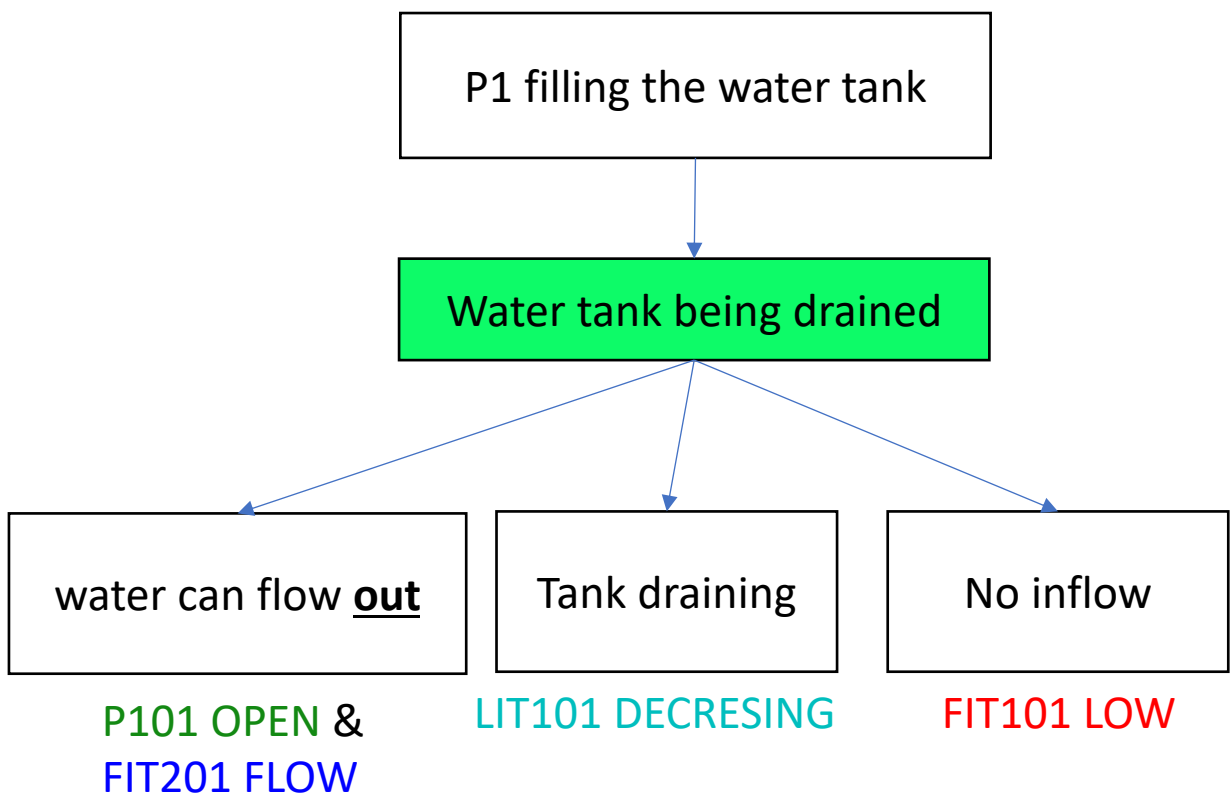 P1 filling the water tank
Water tank being drained
water can flow out
Tank draining
No inflow
P101 OPEN &
FIT201 FLOW
LIT101 DECRESING
FIT101 LOW